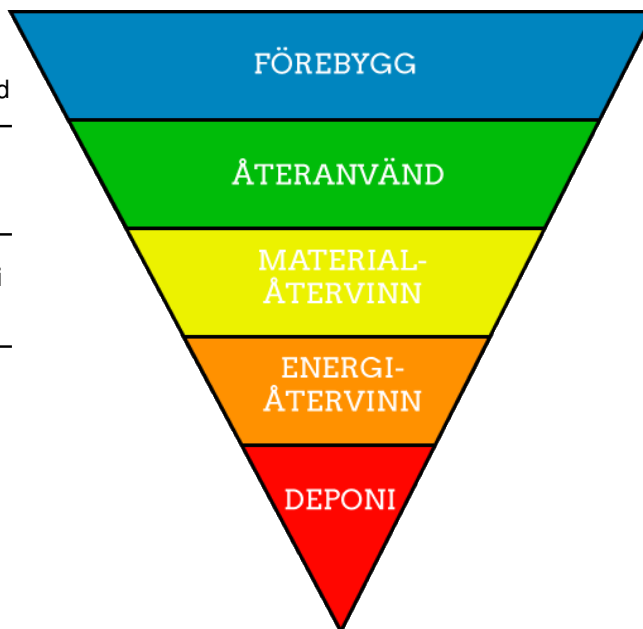 FÖREBYGG
d
ÅTERANVÄND
MATERIAL-
i
ÅTERVINN
ENERGI-
ÅTERVINN
DEPONI